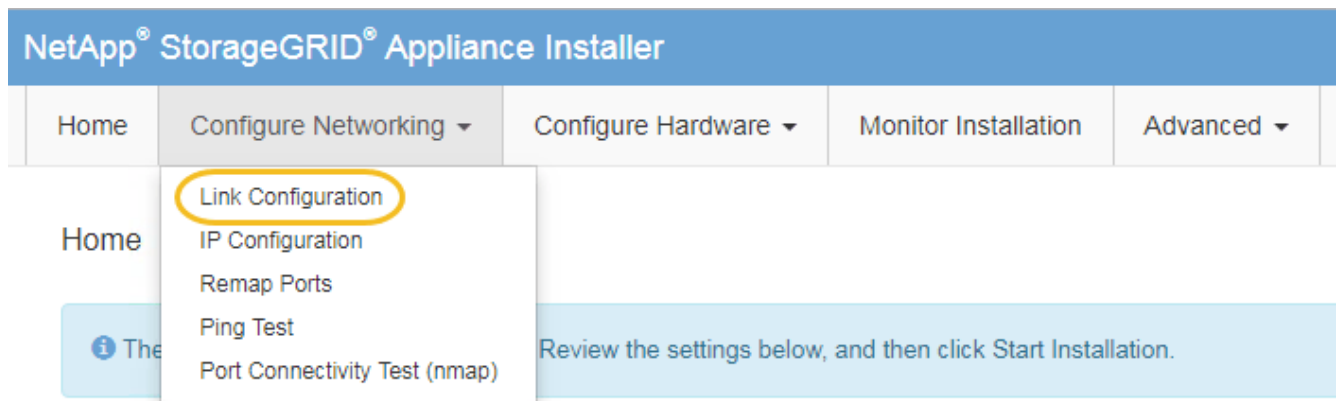 NetApp® StorageGRID® Appliance Installer
Home Configure Networking Configure Hardware Monitor Installation Advanced
Link Configuration
Home
IP Configuration
Remap Ports
Ping Test
The Review the settings below, and then click Start Installation.
Port Connectivity Test (nmap)